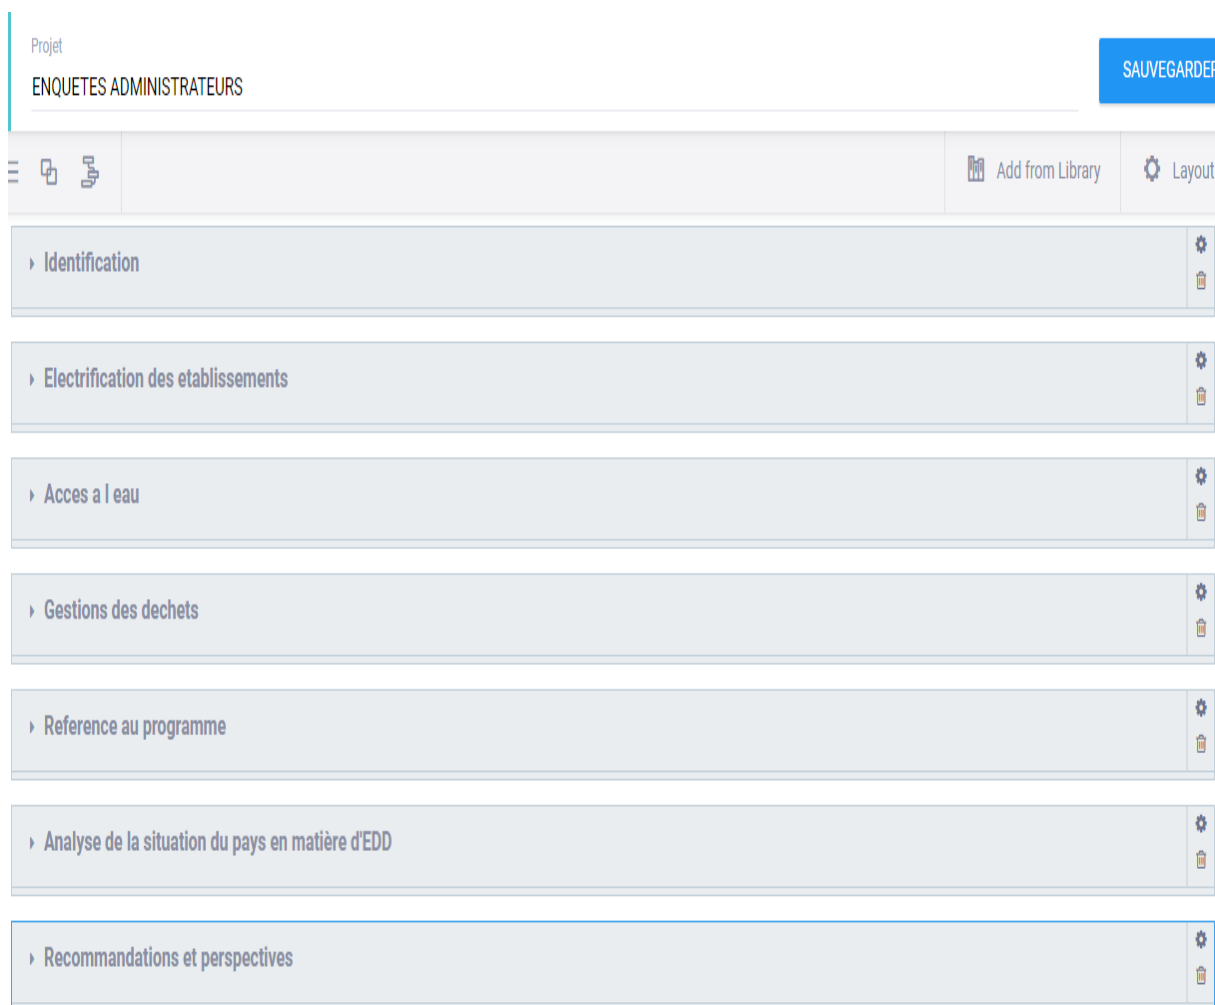 Projet
ENQUETES ADMINISTRATEURS
SAUVEGARDER
Add from Library
Layout
Identification
Electrification des etablissements
Acces a l eau
Gestions des dechets
Reference au programme
Analyse de la situation du pays en matière d'EDD
Recommandations et perspectives